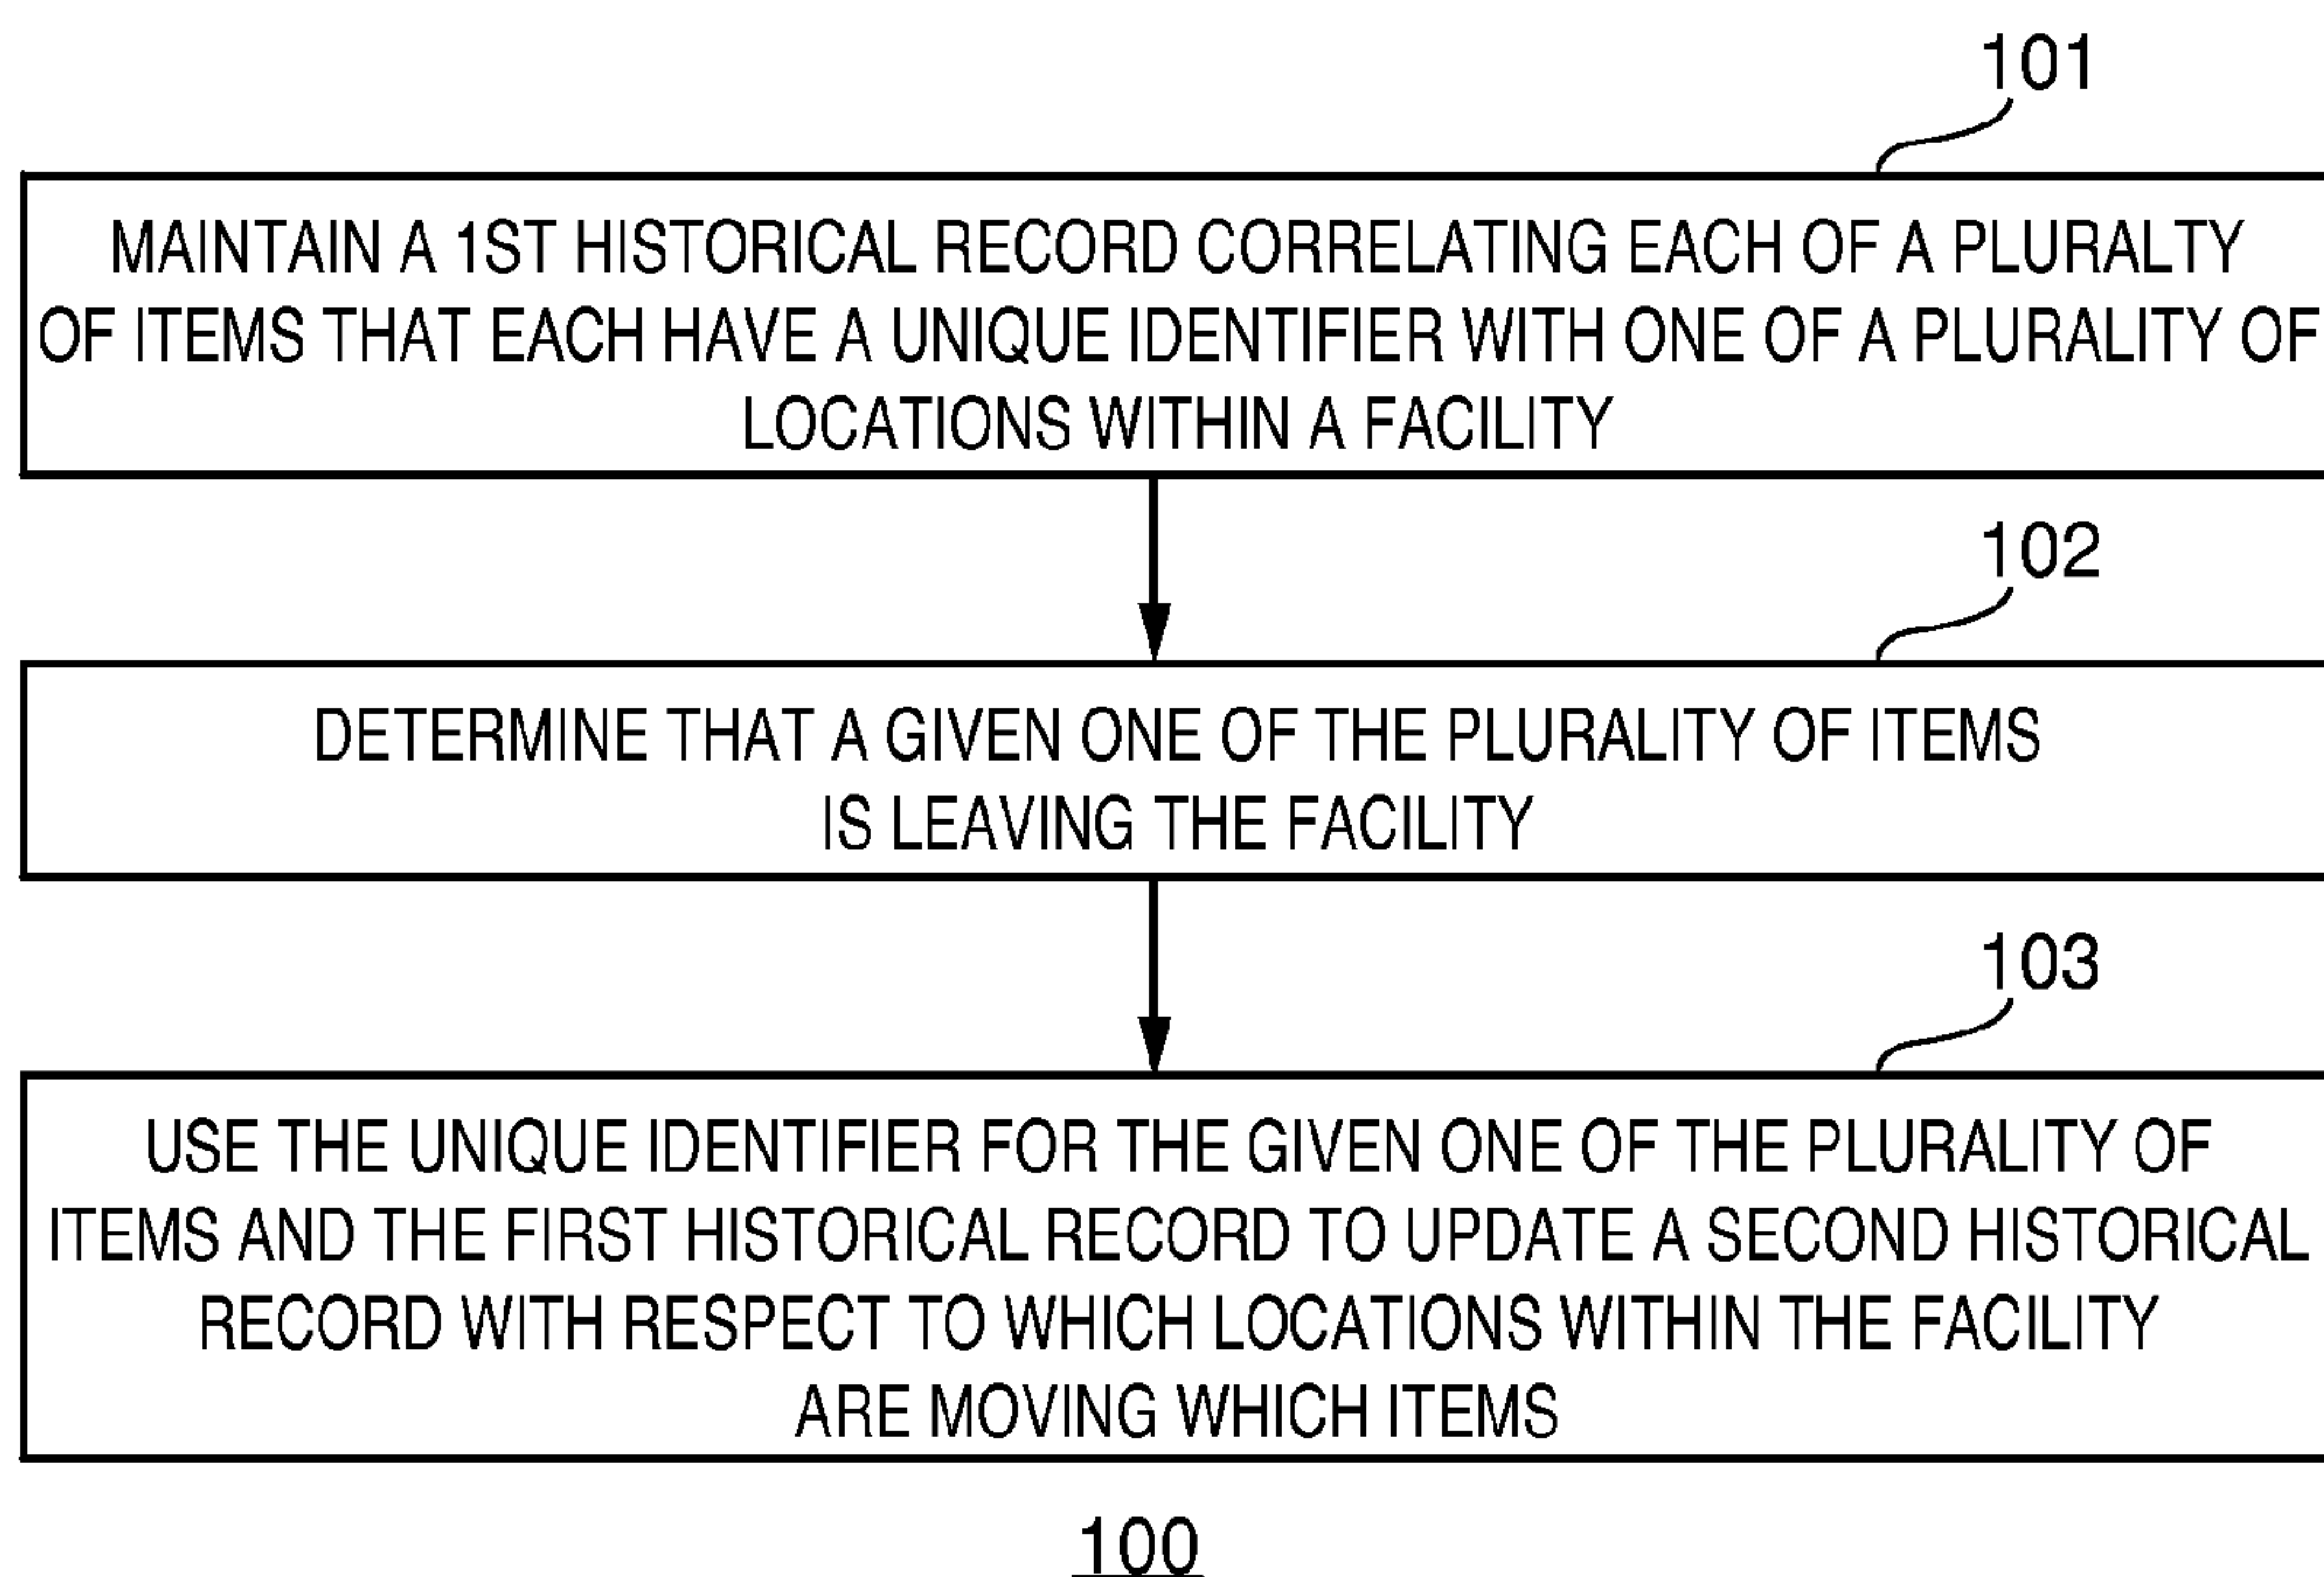 101
MAINTAIN A 1ST HISTORICAL RECORD CORRELATING EACH OF A PLURALTY
OF ITEMS THAT EACH HAVE A UNIQUE IDENTIFIER WITH ONE OF A PLURALITY OF
LOCATIONS WITHIN A FACILITY
102
DETERMINE THAT A GIVEN ONE OF THE PLURALITY OF ITEMS
IS LEAVING THE FACILITY
103
USE THE UNIQUE IDENTIFIER FOR THE GIVEN ONE OF THE PLURALITY OF
ITEMS AND THE FIRST HISTORICAL RECORD TO UPDATE A SECOND HISTORICAL
RECORD WITH RESPECT TO WHICH LOCATIONS WITHIN THE FACILITY
ARE MOVING WHICH ITEMS
100